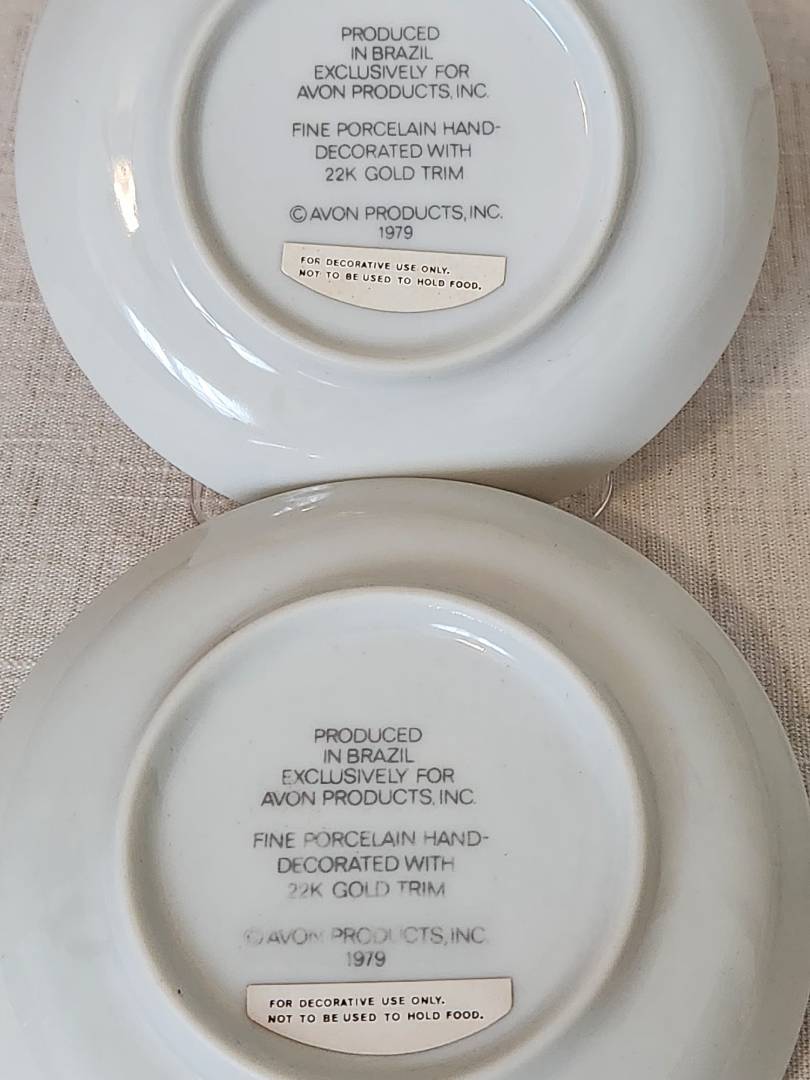 PRODUCED
IN BRAZIL
EXCLUSIVELY FOR
AVON PRODUCTS, INC.
FINE PORCELAIN HAND-
DECORATED WITH
22K GOLD TRIM
© AVON PRODUCTS, INC.
1979
FOR DECORATIVE USE ONLY.
NOT TO BE USED TO HOLD FOOD.
PRODUCED
IN BRAZIL
EXCLUSIVELY FOR
AVON PRODUCTS, INC.
FINE PORCELAIN HAND-
DECORATED WITH
22K GOLD TRIM
© AVON PRODUCTS, INC.
1979
FOR DECORATIVE USE ONLY.
NOT TO BE USED TO HOLD FOOD.